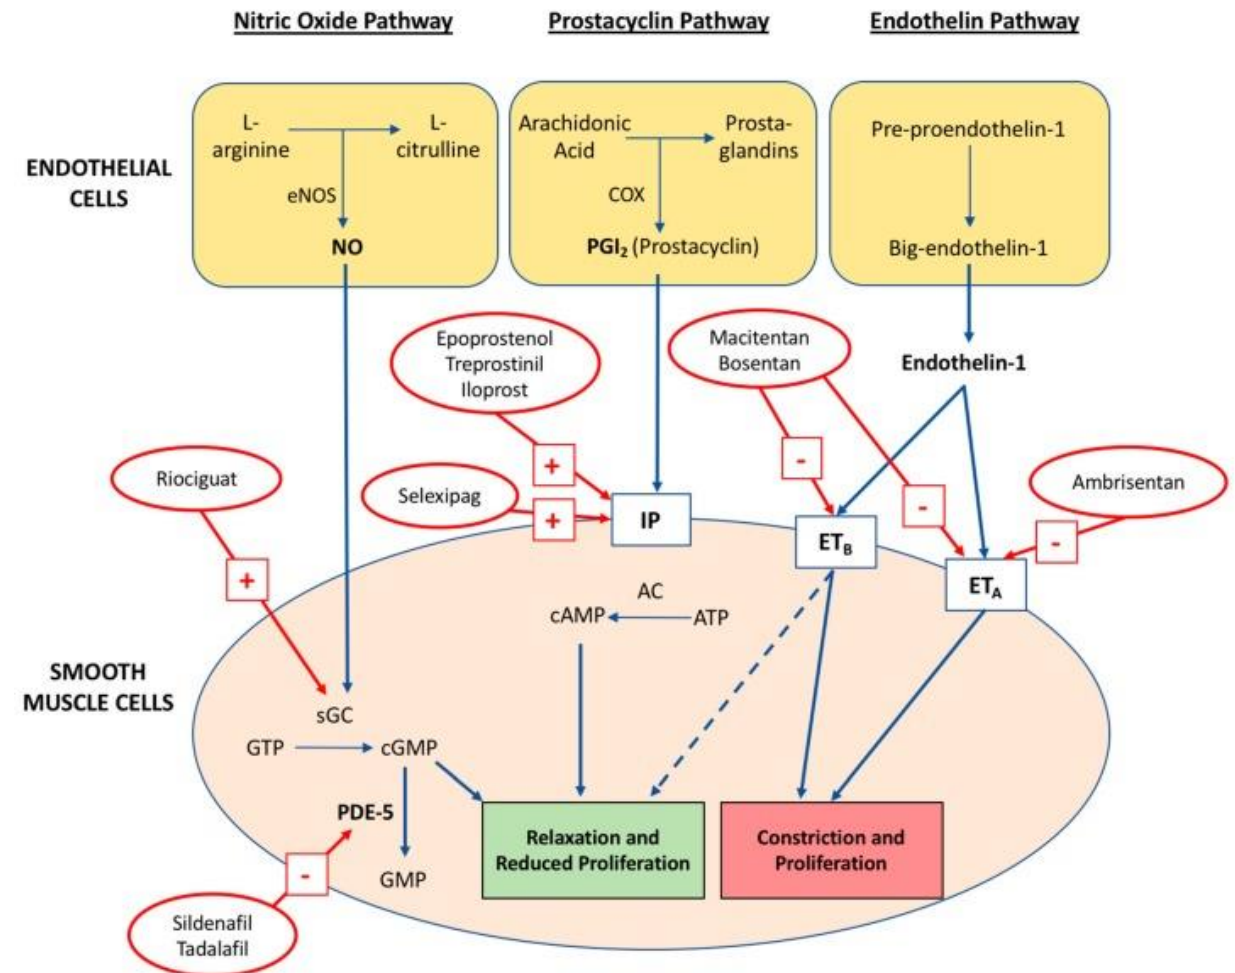 Nitric Oxide Pathway
Prostacyclin Pathway
Endothelin Pathway
ENDOTHELIAL
CELLS
L-
arginine
L-
citrulline
eNOS
NO
Arachidonic
Acid
Prosta-
glandins
COX
PGI₂ (Prostacyclin)
Pre-proendothelin-1
Big-endothelin-1
Endothelin-1
Epoprostenol
Treprostinil
Iloprost
Macitentan
Bosentan
Riociguat
Selexipag
Ambrisentan
+
+
+
-
-
-
IP
ET_B
ET_A
SMOOTH
MUSCLE CELLS
AC
cAMP
ATP
sGC
GTP
cGMP
PDE-5
GMP
-
Sildenafil
Tadalafil
Relaxation and
Reduced Proliferation
Constriction and
Proliferation